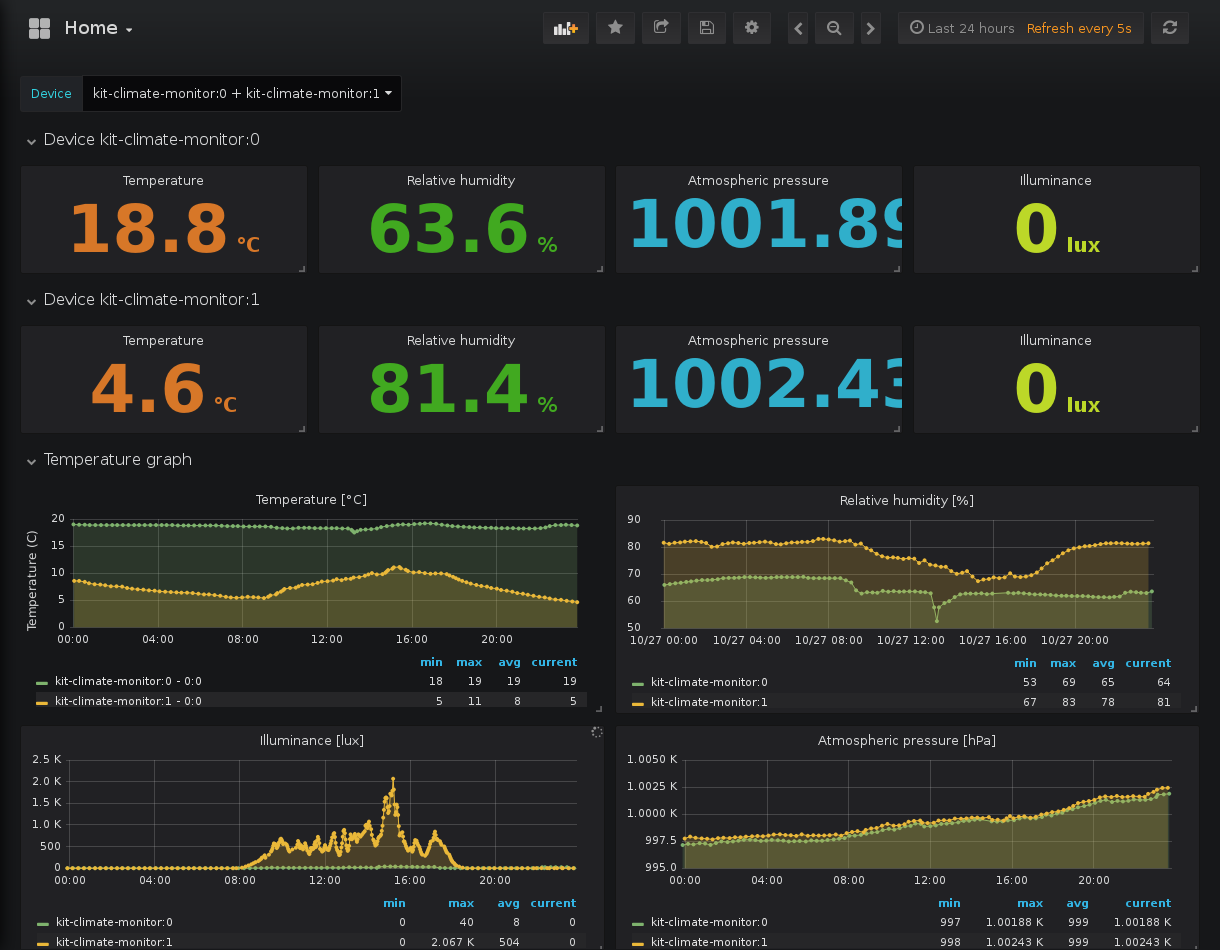 Home
Last 24 hours Refresh every 5s
Device kit-climate-monitor:0 + kit-climate-monitor:1
Device kit-climate-monitor:0
Temperature Relative humidity Atmospheric pressure Illuminance
18.8 °C 63.6 % 1001.89 0 lux
Device kit-climate-monitor:1
Temperature Relative humidity Atmospheric pressure Illuminance
4.6 °C 81.4 % 1002.43 0 lux
Temperature graph
Temperature [°C]
Temperature (C)
20
15
10
5
0
00:00 04:00 08:00 12:00 16:00 20:00
min max avg current
kit-climate-monitor:0 - 0:0 18 19 19 19
kit-climate-monitor:1 - 0:0 5 11 8 5
Relative humidity [%]
90
80
70
60
50
10/27 00:00 10/27 04:00 10/27 08:00 10/27 12:00 10/27 16:00 10/27 20:00
min max avg current
kit-climate-monitor:0 53 69 65 64
kit-climate-monitor:1 67 83 78 81
Illuminance [lux]
2.5 K
2.0 K
1.5 K
1.0 K
500
0
00:00 04:00 08:00 12:00 16:00 20:00
min max avg current
kit-climate-monitor:0 0 40 8 0
kit-climate-monitor:1 0 2.067 K 504 0
Atmospheric pressure [hPa]
1.0050 K
1.0025 K
1.0000 K
997.5
995.0
00:00 04:00 08:00 12:00 16:00 20:00
min max avg current
kit-climate-monitor:0 997 1.00188 K 999 1.00188 K
kit-climate-monitor:1 998 1.00243 K 999 1.00243 K